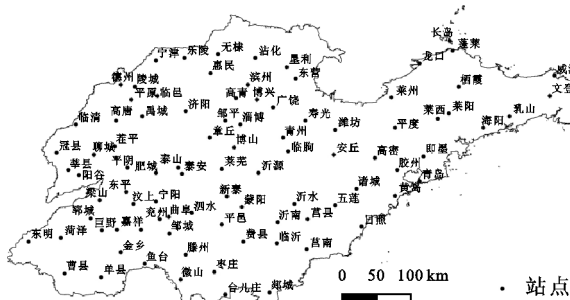 长岛
蓬莱
龙口
威海
文登
栖霞
莱州
莱阳
莱西
乳山
海阳
平度
即墨
青岛
胶州
黄岛
高密
宁津
乐陵
无棣
沾化
惠民
垦利
东营
滨州
德州
陵城
平原
临邑
高青
博兴
广饶
高唐
禹城
济阳
邹平
淄博
寿光
潍坊
临清
章丘
博山
青州
临朐
安丘
冠县
聊城
茌平
莘县
阳谷
平阴
肥城
泰山
泰安
莱芜
沂源
诸城
梁山
东平
汶上
宁阳
新泰
蒙阳
沂水
五莲
鄄城
巨野
嘉祥
兖州
曲阜
泗水
邹城
平邑
沂南
莒县
日照
东明
菏泽
费县
临沂
莒南
金乡
鱼台
滕州
曹县
单县
微山
枣庄
台儿庄
郯城
0 50 100 km
站点